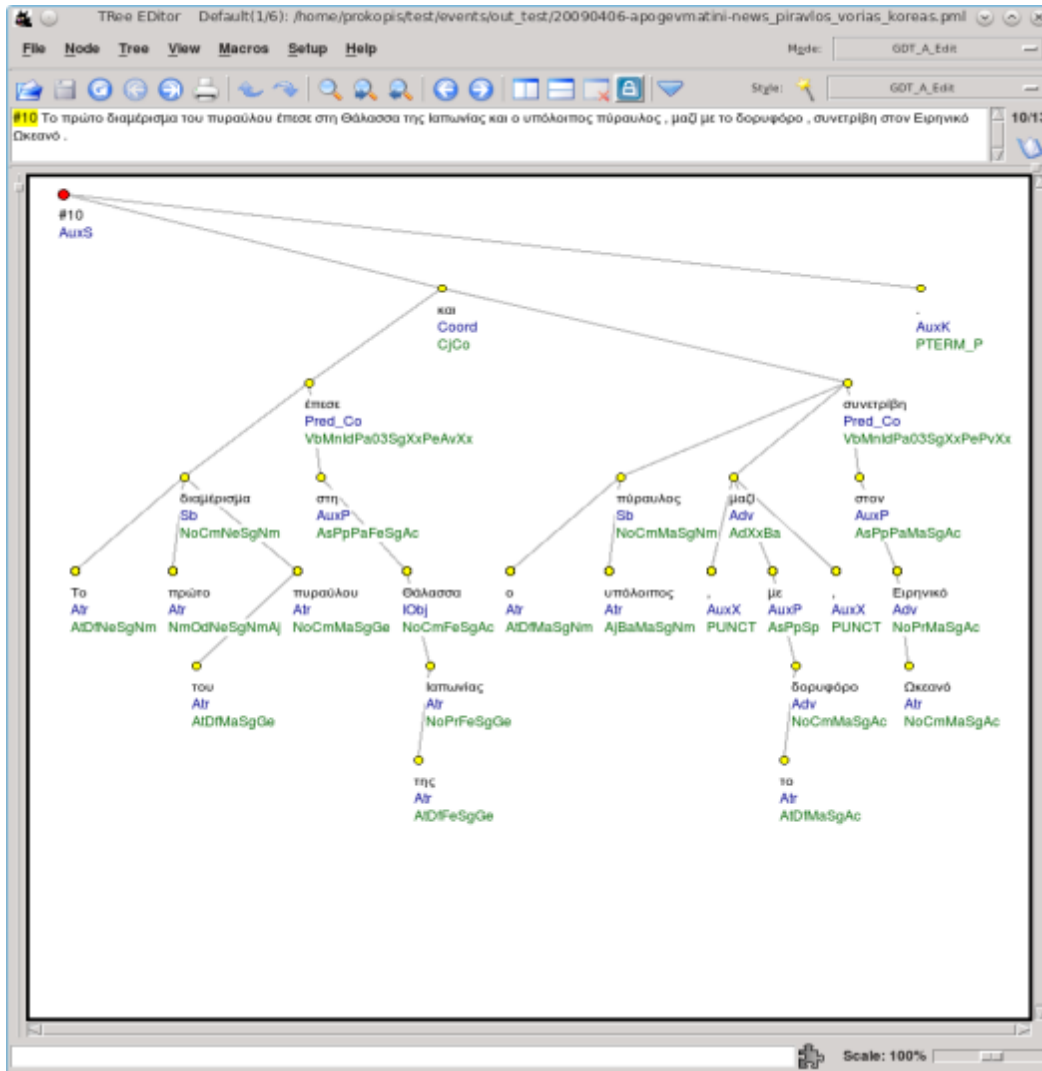 TRee EDitor Default(1/6): /home/prokopis/test/events/out_test/20090406-apogevmatini-news_piravlos_vorias_koreas.pml
File Node Tree View Macros Setup Help Mode: GDT_A_Edit
Style: GDT_A_Edit
#10 Το πρώτο διαμέρισμα του πυραύλου έπεσε στη Θάλασσα της Ιαπωνίας και ο υπόλοιπος πύραυλος , μαζί με το δορυφόρο , συνετρίβη στον Ειρηνικό 10/13
Ωκεανό .
#10
AuxS
και .
Coord AuxK
CjCo PTERM_P
έπεσε συνετρίβη
Pred_Co Pred_Co
VbMnIdPa03SgXxPeAvXx VbMnIdPa03SgXxPePvXx
διαμέρισμα στη πύραυλος μαζί στον
Sb AuxP Sb Adv AuxP
NoCmNeSgNm AsPpPaFeSgAc NoCmMaSgNm AdXxBa AsPpPaMaSgAc
Το πρώτο πυραύλου Θάλασσα ο υπόλοιπος , με , Ειρηνικό
Atr Atr Atr IObj Atr Atr AuxX AuxP AuxX Adv
AtDfNeSgNm NmOdNeSgNmAj NoCmMaSgGe NoCmFeSgAc AtDfMaSgNm AjBaMaSgNm PUNCT AsPpSp PUNCT NoPrMaSgAc
του Ιαπωνίας δορυφόρο Ωκεανό
Atr Atr Adv Atr
AtDfMaSgGe NoPrFeSgGe NoCmMaSgAc NoCmMaSgAc
της το
Atr Atr
AtDfFeSgGe AtDfMaSgAc
Scale: 100%